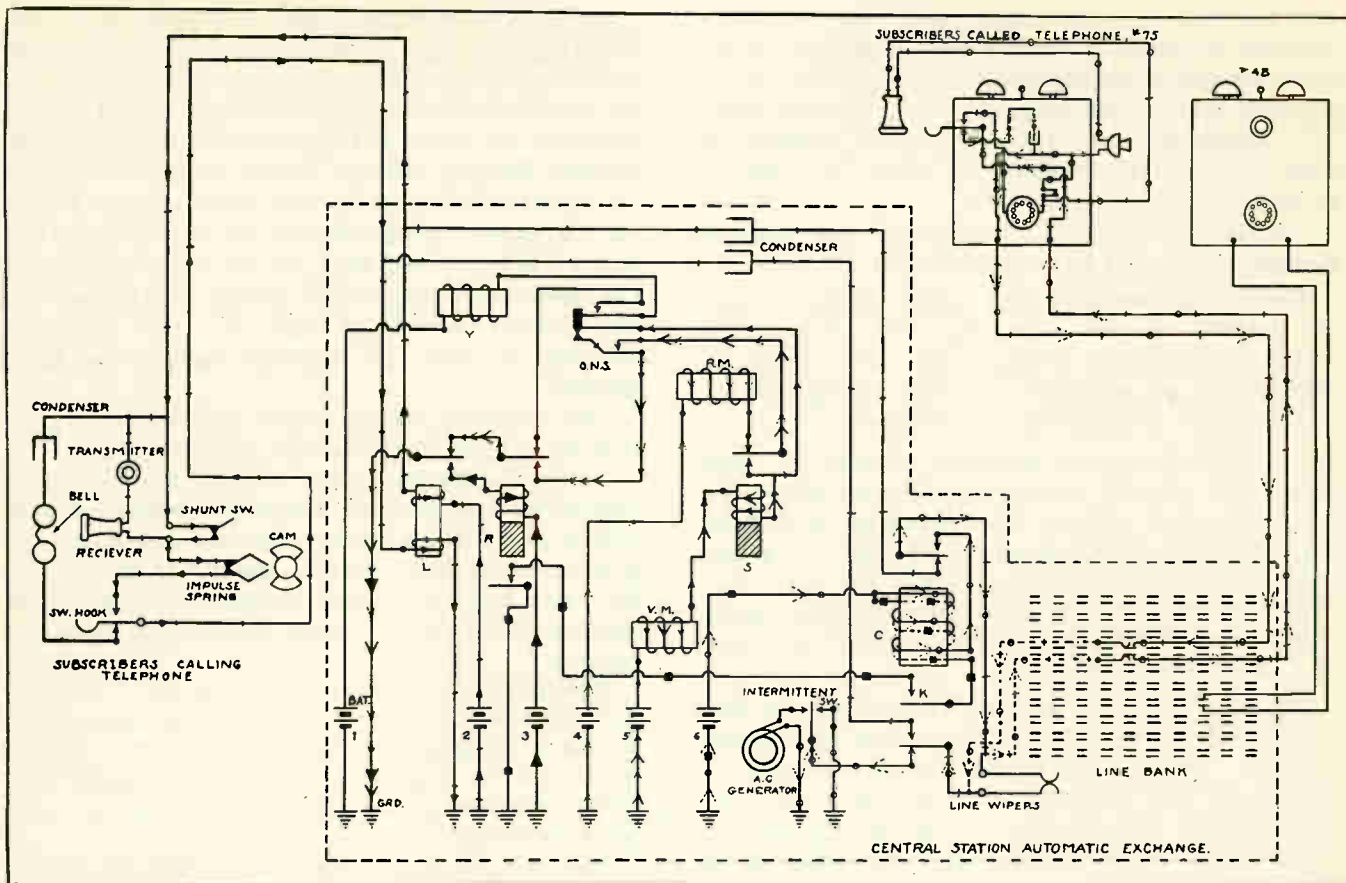 SUBSCRIBERS CALLED TELEPHONE, #75
48
CONDENSER
CONDENSER
Y
O.N.S.
R.M.
TRANSMITTER
BELL
SHUNT SW.
CAM
RECIEVER
IMPULSE
SPRING
SW. HOOK
SUBSCRIBERS CALLING
TELEPHONE
L
R
S
V.M.
C
K
BAT.
1
2
3
4
5
6
GRD.
INTERMITTENT
SW.
A.C
GENERATOR
LINE WIPERS
LINE BANK
CENTRAL STATION AUTOMATIC EXCHANGE.